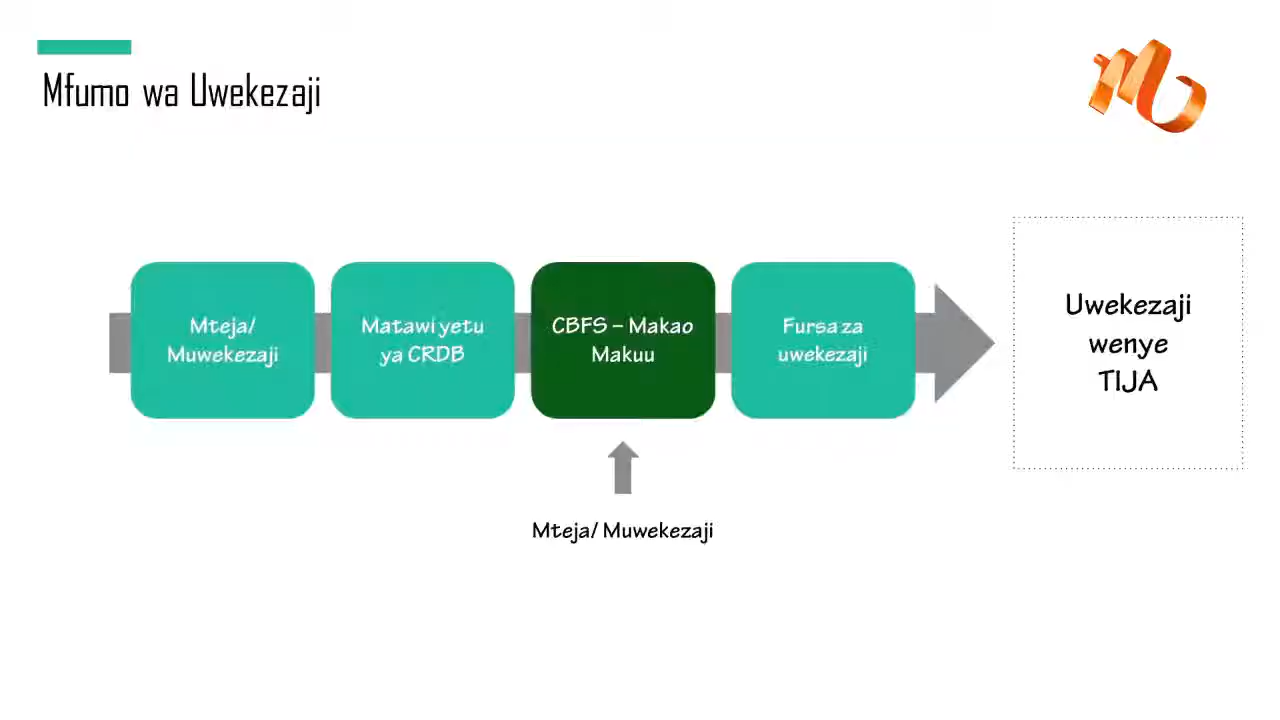 Mfumo wa Uwekezaji
Mteja/
Muwekezaji
Matawi yetu
ya CRDB
CBFS – Makao
Makuu
Fursa za
uwekezaji
Uwekezaji
wenye
TIJA
Mteja/ Muwekezaji